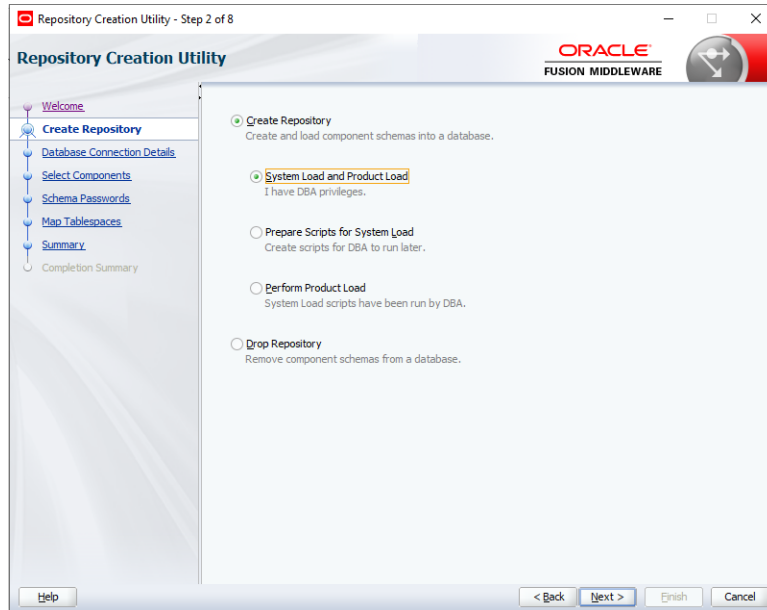 Repository Creation Utility - Step 2 of 8
Repository Creation Utility
ORACLE
FUSION MIDDLEWARE
Welcome
Create Repository
Database Connection Details
Select Components
Schema Passwords
Map Tablespaces
Summary
Completion Summary
Create Repository
Create and load component schemas into a database.
System Load and Product Load
I have DBA privileges.
Prepare Scripts for System Load
Create scripts for DBA to run later.
Perform Product Load
System Load scripts have been run by DBA.
Drop Repository
Remove component schemas from a database.
Help
< Back
Next >
Finish
Cancel